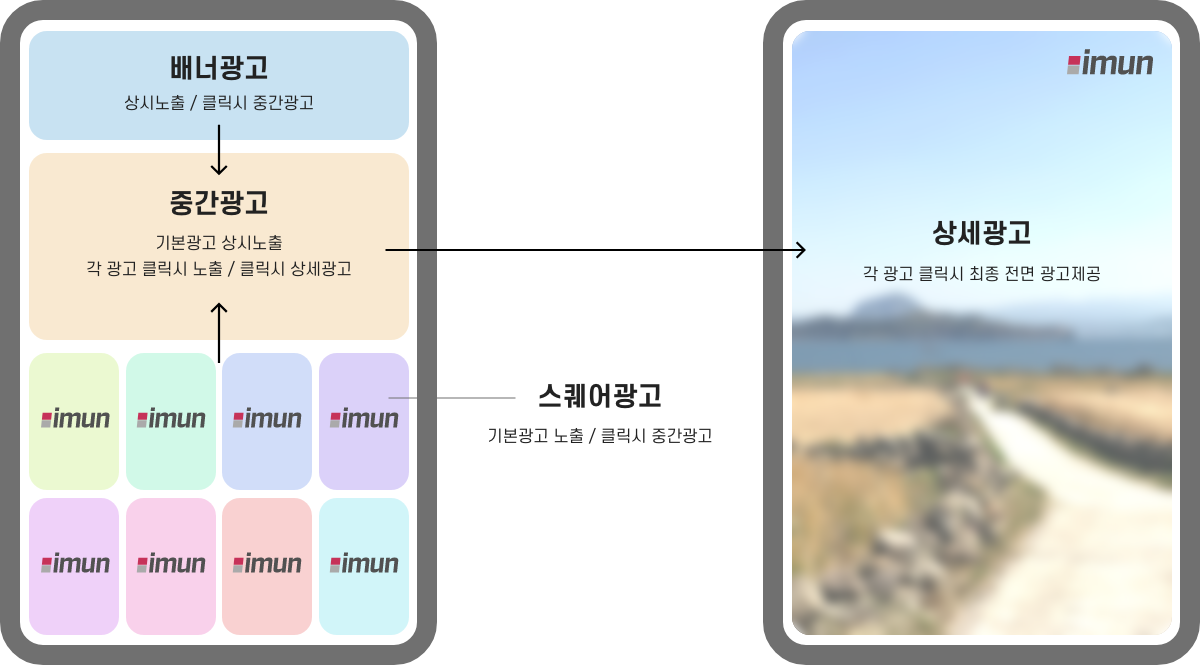 배너광고
상시노출 / 클릭시 중간광고
중간광고
기본광고 상시노출
각 광고 클릭시 노출 / 클릭시 상세광고
imun imun imun imun
imun imun imun imun
스퀘어광고
기본광고 노출 / 클릭시 중간광고
imun
상세광고
각 광고 클릭시 최종 전면 광고제공